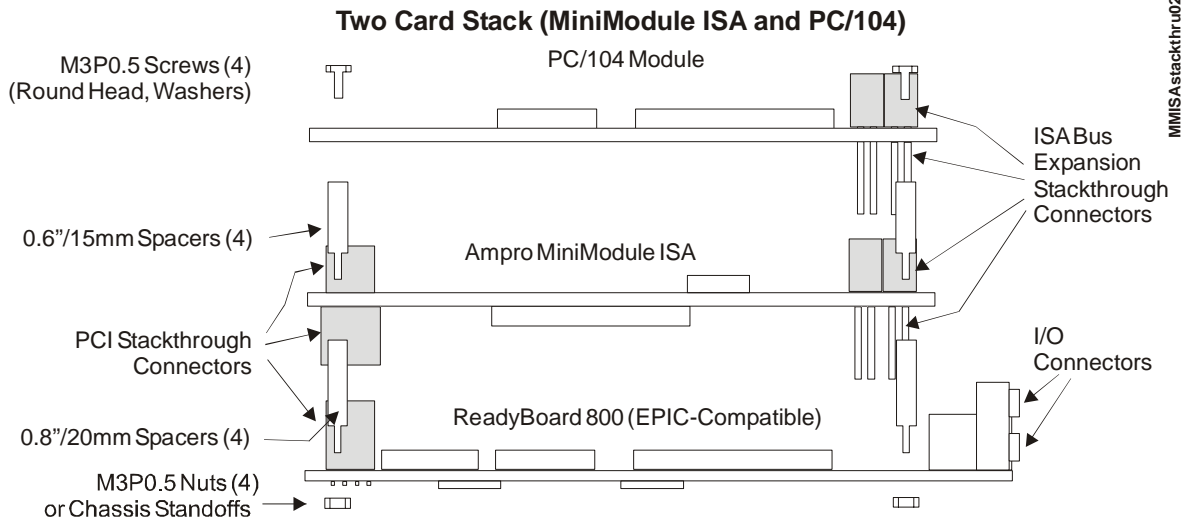 Two Card Stack (MiniModule ISA and PC/104)
MMISAstackthru02
M3P0.5 Screws (4)
(Round Head, Washers)
PC/104 Module
ISA Bus
Expansion
Stackthrough
Connectors
0.6"/15mm Spacers (4)
Ampro MiniModule ISA
PCI Stackthrough
Connectors
I/O
Connectors
0.8"/20mm Spacers (4)
ReadyBoard 800 (EPIC-Compatible)
M3P0.5 Nuts (4)
or Chassis Standoffs